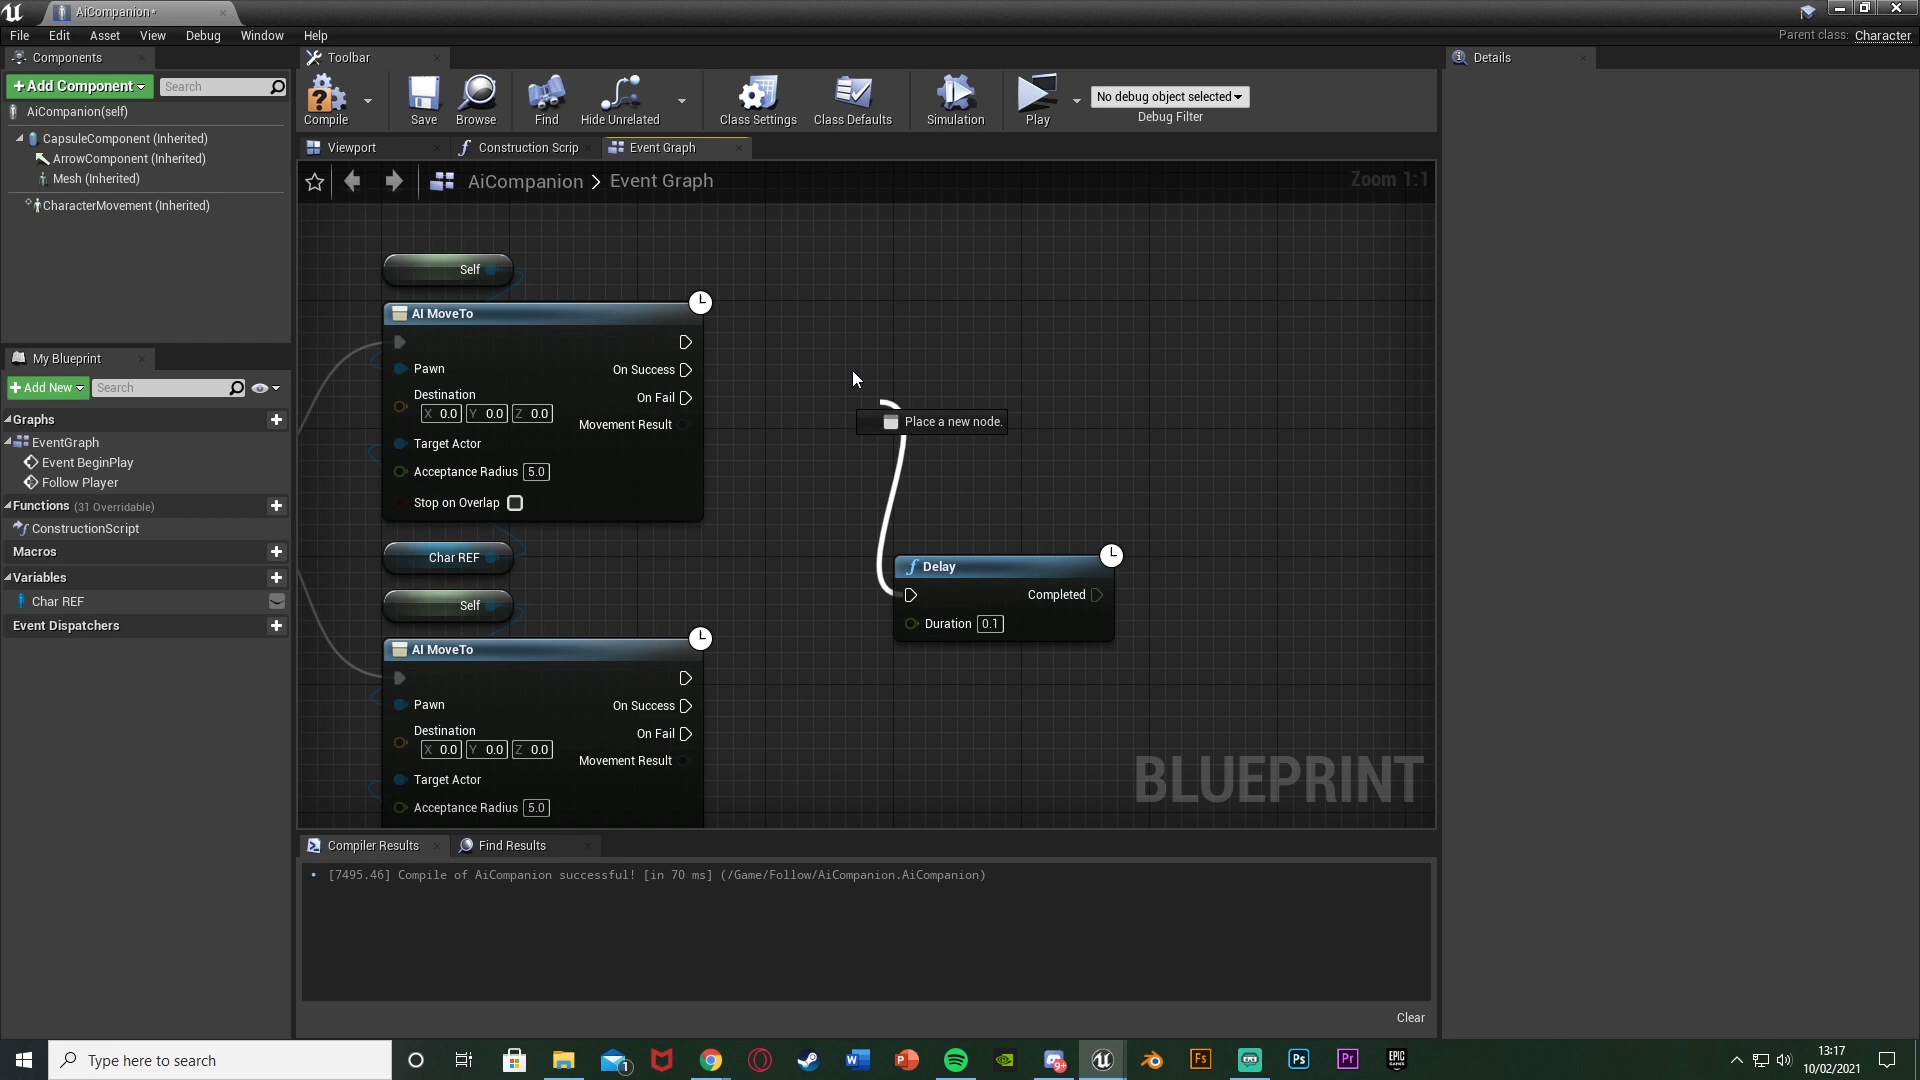 AiCompanion*
File Edit Asset View Debug Window Help
Parent class: Character
Components
+Add Component
Search
AiCompanion(self)
CapsuleComponent (Inherited)
ArrowComponent (Inherited)
Mesh (Inherited)
CharacterMovement (Inherited)
My Blueprint
+Add New
Search
Graphs
EventGraph
Event BeginPlay
Follow Player
Functions (31 Overridable)
ConstructionScript
Macros
Variables
Char REF
Event Dispatchers
Toolbar
Compile
Save
Browse
Find
Hide Unrelated
Class Settings
Class Defaults
Simulation
Play
No debug object selected
Debug Filter
Viewport
Construction Scrip
Event Graph
AiCompanion > Event Graph
Zoom 1:1
Self
AI MoveTo
Pawn
On Success
Destination
X 0.0 Y 0.0 Z 0.0
On Fail
Movement Result
Target Actor
Acceptance Radius 5.0
Stop on Overlap
Char REF
Self
AI MoveTo
Pawn
On Success
Destination
X 0.0 Y 0.0 Z 0.0
On Fail
Movement Result
Target Actor
Acceptance Radius 5.0
Place a new node.
f Delay
Completed
Duration 0.1
BLUEPRINT
Compiler Results
Find Results
• [7495.46] Compile of AiCompanion successful! [in 70 ms] (/Game/Follow/AiCompanion.AiCompanion)
Clear
Details
Type here to search
1
W
P
9+
Fs
Ps
Pr
EPIC GAMES
13:17
10/02/2021